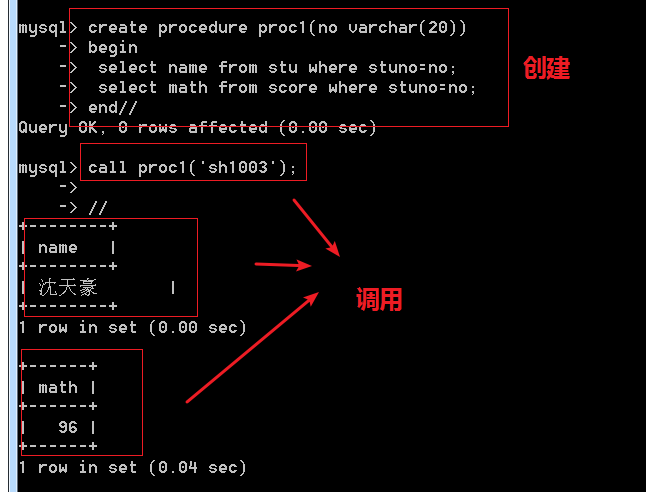 mysql> create procedure proc1(no varchar(20))
-> begin
->  select name from stu where stuno=no;
->  select math from score where stuno=no;
-> end//
创建
Query OK, 0 rows affected (0.00 sec)
mysql> call proc1('sh1003');
->
-> //
+---------+
| name   |
+---------+
| 沈天豪       |
+---------+
调用
1 row in set (0.00 sec)
+------+
| math |
+------+
|   96 |
+------+
1 row in set (0.04 sec)